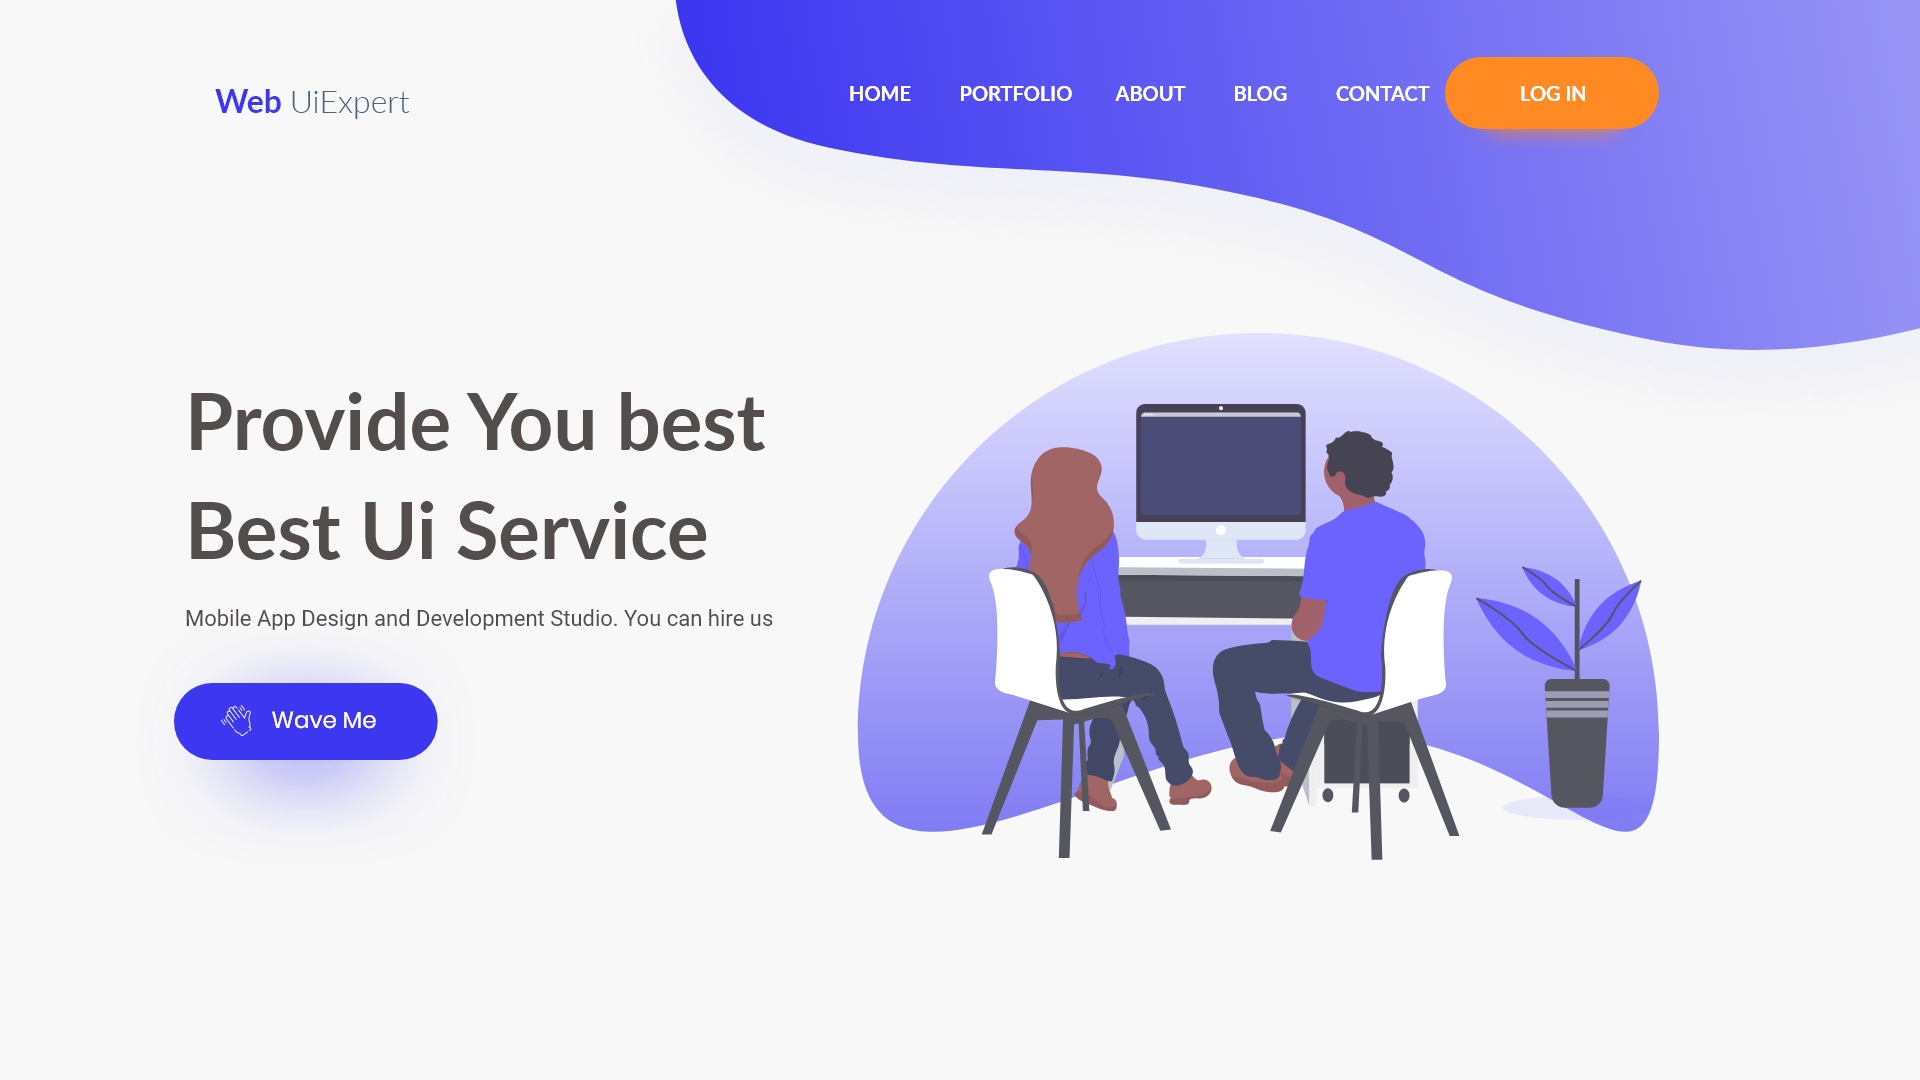 Web UiExpert
HOME PORTFOLIO ABOUT BLOG CONTACT LOG IN
Provide You best
Best Ui Service
Mobile App Design and Development Studio. You can hire us
Wave Me